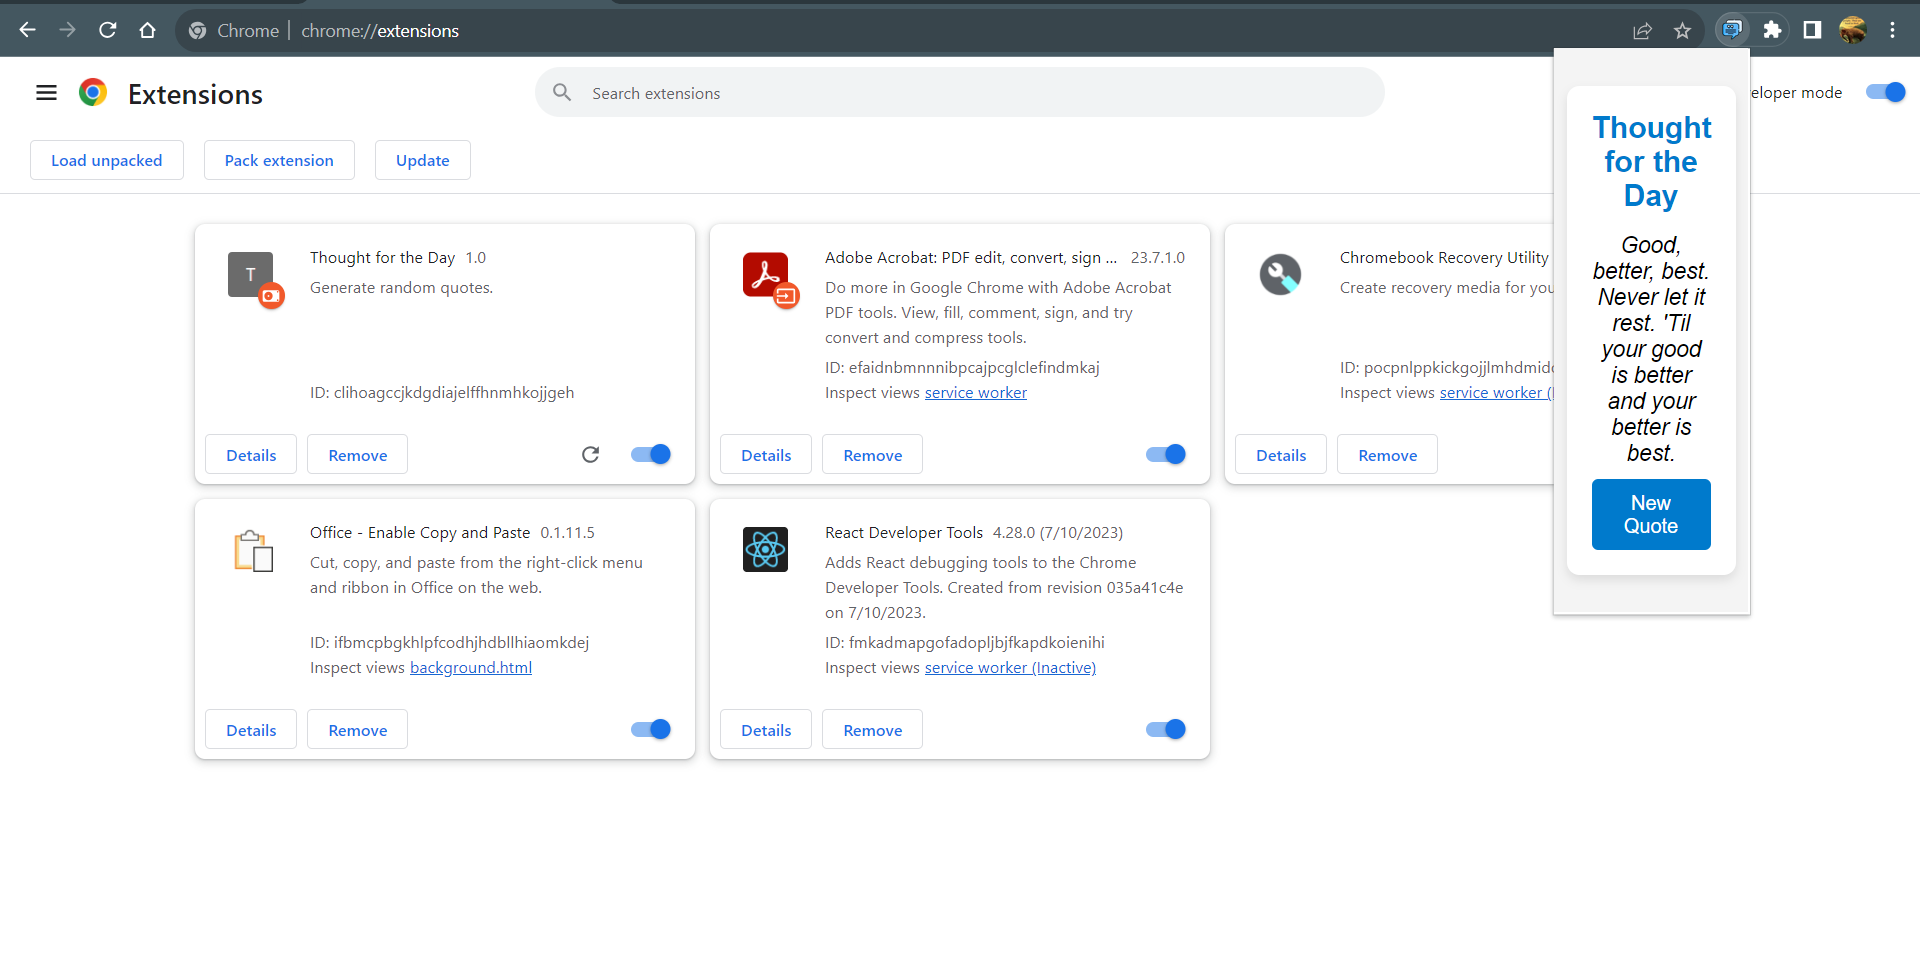 Chrome | chrome://extensions
Extensions
Search extensions
eloper mode
Load unpacked
Pack extension
Update
T
Thought for the Day 1.0
Generate random quotes.
ID: clihoagccjkdgdiajelffhnmhkojjgeh
Details
Remove
Adobe Acrobat: PDF edit, convert, sign ... 23.7.1.0
Do more in Google Chrome with Adobe Acrobat
PDF tools. View, fill, comment, sign, and try
convert and compress tools.
ID: efaidnbmnnnibpcajpcglclefindmkaj
Inspect views service worker
Details
Remove
Chromebook Recovery Utility
Create recovery media for you
ID: pocpnlppkickgojjlmhdmidc
Inspect views service worker (
Details
Remove
Office - Enable Copy and Paste 0.1.11.5
Cut, copy, and paste from the right-click menu
and ribbon in Office on the web.
ID: ifbmcpbgkhlpfcodhjhdbllhiaomkdej
Inspect views background.html
Details
Remove
React Developer Tools 4.28.0 (7/10/2023)
Adds React debugging tools to the Chrome
Developer Tools. Created from revision 035a41c4e
on 7/10/2023.
ID: fmkadmapgofadopljbjfkapdkoienihi
Inspect views service worker (Inactive)
Details
Remove
Thought
for the
Day
Good,
better, best.
Never let it
rest. 'Til
your good
is better
and your
better is
best.
New
Quote